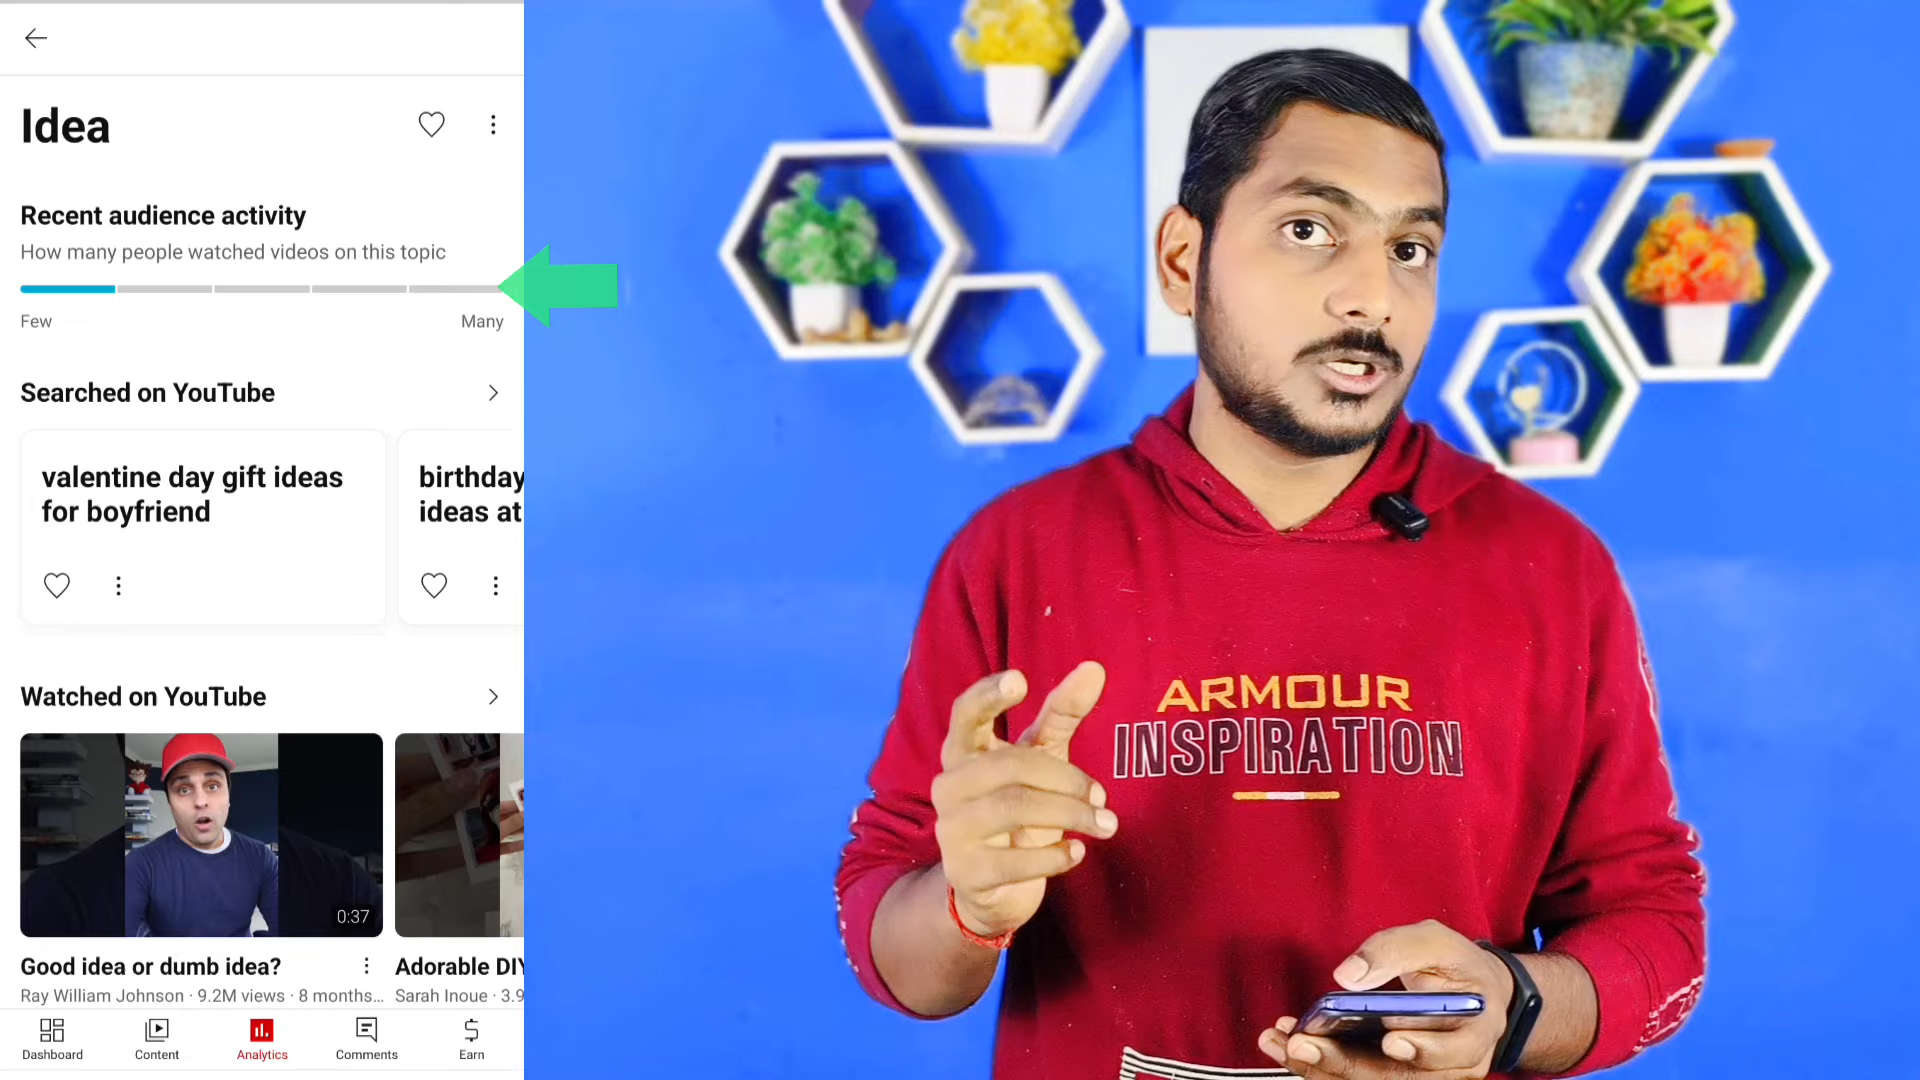 Idea
Recent audience activity
How many people watched videos on this topic
Few
Many
Searched on YouTube
valentine day gift ideas
for boyfriend
birthday
ideas at
Watched on YouTube
0:37
Good idea or dumb idea?
Ray William Johnson · 9.2M views · 8 months...
Adorable DIY
Sarah Inoue · 3.9
Dashboard
Content
Analytics
Comments
Earn
ARMOUR
INSPIRATION